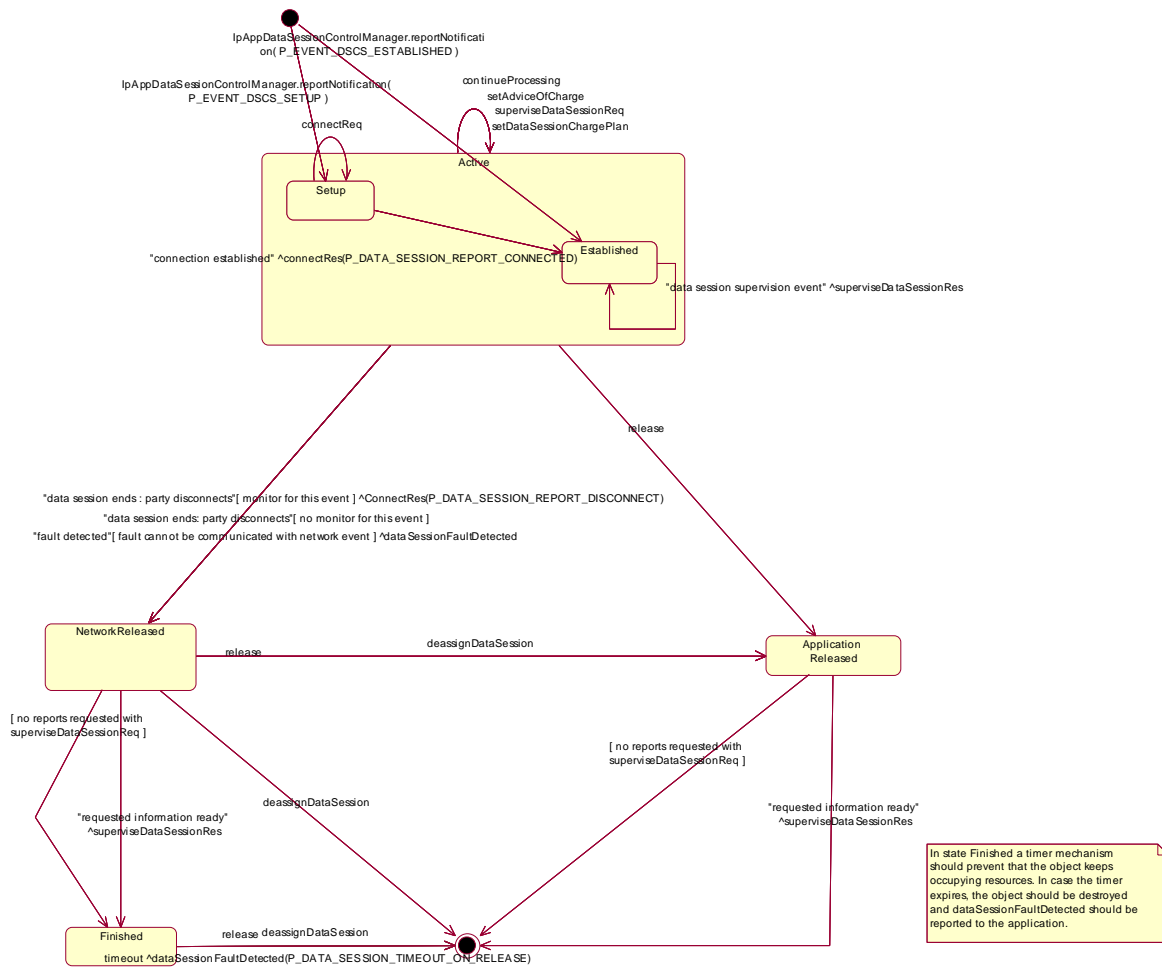 IpAppDataSessionControlManager.reportNotificati
on( P_EVENT_DSCS_ESTABLISHED )
IpAppDataSessionControlManager.reportNotification(
P_EVENT_DSCS_SETUP )
continueProcessing
setAdviceOfCharge
superviseDataSessionReq
setDataSessionChargePlan
connectReq
Active
Setup
Established
"connection established" ^connectRes(P_DATA_SESSION_REPORT_CONNECTED)
"data session supervision event" ^superviseDataSessionRes
release
"data session ends : party disconnects"[ monitor for this event ] ^ConnectRes(P_DATA_SESSION_REPORT_DISCONNECT)
"data session ends: party disconnects"[ no monitor for this event ]
"fault detected"[ fault cannot be communicated with network event ] ^dataSessionFaultDetected
NetworkReleased
release
deassignDataSession
Application
Released
[ no reports requested with
superviseDataSessionReq ]
[ no reports requested with
superviseDataSessionReq ]
deassignDataSession
"requested information ready"
^superviseDataSessionRes
"requested information ready"
^superviseDataSessionRes
In state Finished a timer mechanism
should prevent that the object keeps
occupying resources. In case the timer
expires, the object should be destroyed
and dataSessionFaultDetected should be
reported to the application.
Finished
release
deassignDataSession
timeout ^dataSessionFaultDetected(P_DATA_SESSION_TIMEOUT_ON_RELEASE)